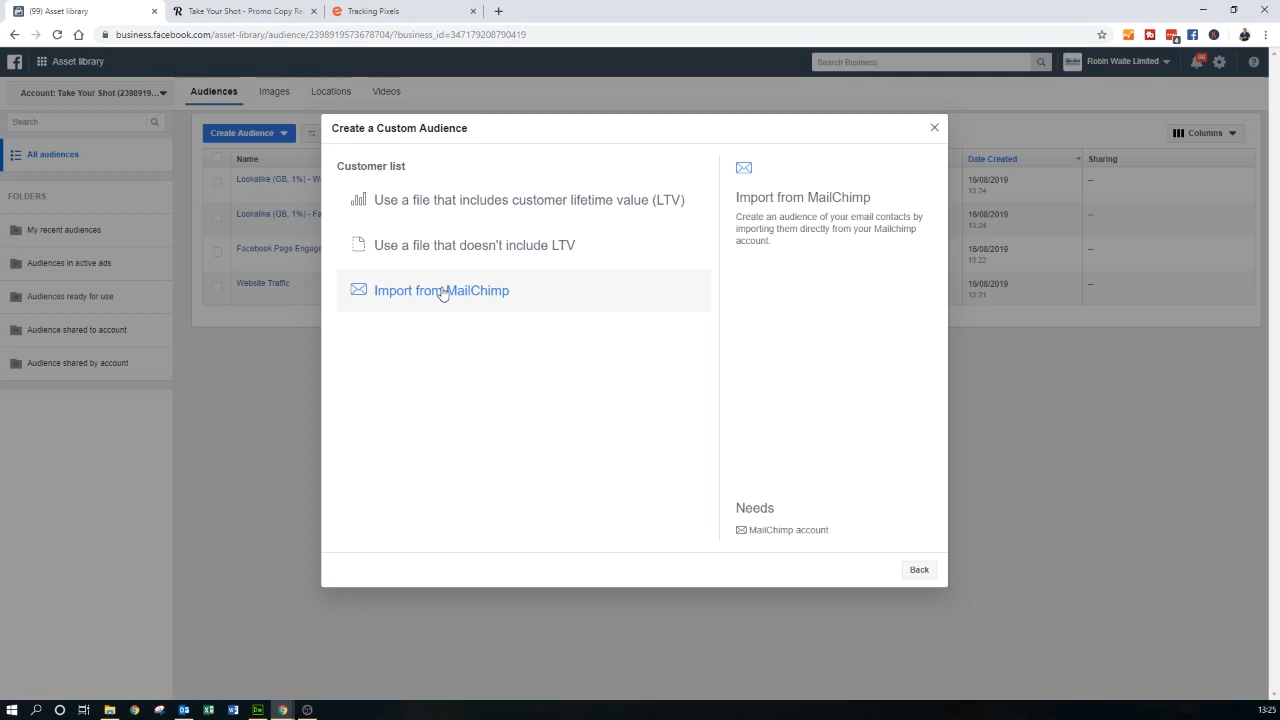 (99) Asset library
Take Your Shot - Promo Copy Re
Tracking Pixels
business.facebook.com/asset-library/audience/2398919573678704/?business_id=347179208790419
Asset library
Search Business
Robin Waite Limited
Account: Take Your Shot (2398919...
Audiences
Images
Locations
Videos
Search
Create Audience
Columns
All audiences
FOLDERS
My recent audiences
Audiences in active ads
Audiences ready for use
Audience shared to account
Audience shared by account
Name
Date Created
Sharing
Lookalike (GB, 1%) - W
16/08/2019
13:24
--
Lookalike (GB, 1%) - Fa
16/08/2019
13:24
--
Facebook Page Engage
16/08/2019
13:22
--
Website Traffic
16/08/2019
13:21
--
Create a Custom Audience
Customer list
Use a file that includes customer lifetime value (LTV)
Use a file that doesn't include LTV
Import from MailChimp
Import from MailChimp
Create an audience of your email contacts by
importing them directly from your Mailchimp
account.
Needs
MailChimp account
Back
13:25